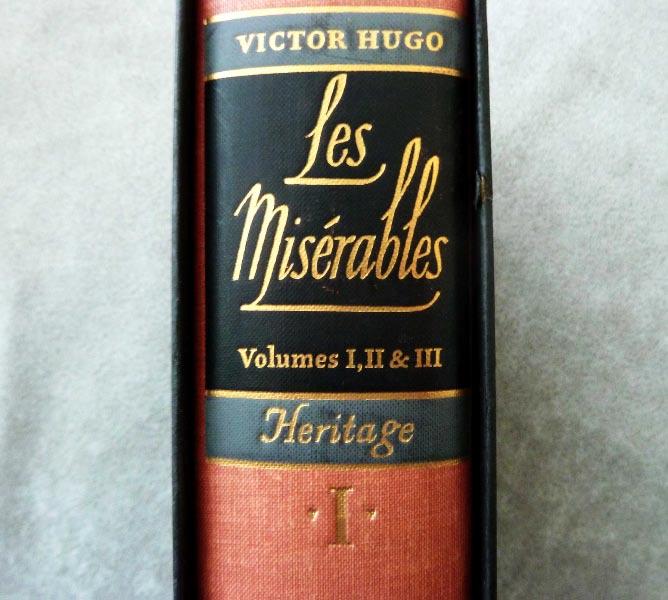 VICTOR HUGO
Les
Misérables
Volumes I, II & III
Heritage
· I ·